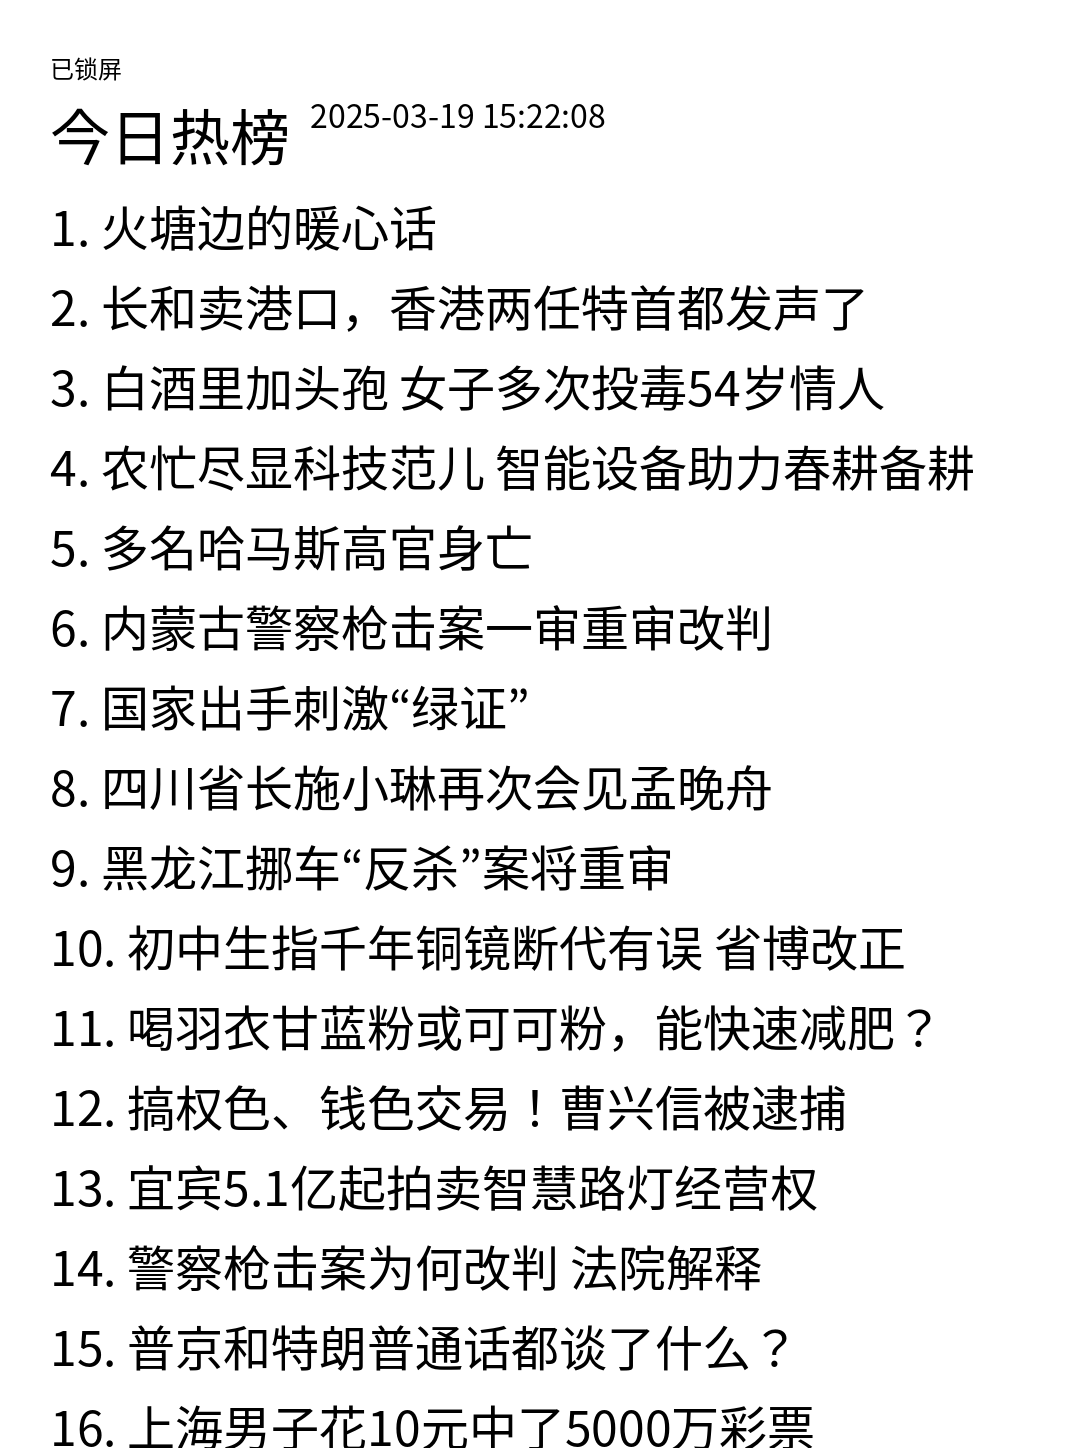 已锁屏
今日热榜 2025-03-19 15:22:08
1. 火塘边的暖心话
2. 长和卖港口，香港两任特首都发声了
3. 白酒里加头孢 女子多次投毒54岁情人
4. 农忙尽显科技范儿 智能设备助力春耕备耕
5. 多名哈马斯高官身亡
6. 内蒙古警察枪击案一审重审改判
7. 国家出手刺激“绿证”
8. 四川省长施小琳再次会见孟晚舟
9. 黑龙江挪车“反杀”案将重审
10. 初中生指千年铜镜断代有误 省博改正
11. 喝羽衣甘蓝粉或可可粉，能快速减肥？
12. 搞权色、钱色交易！曹兴信被逮捕
13. 宜宾5.1亿起拍卖智慧路灯经营权
14. 警察枪击案为何改判 法院解释
15. 普京和特朗普通话都谈了什么？
16. 上海男子花10元中了5000万彩票